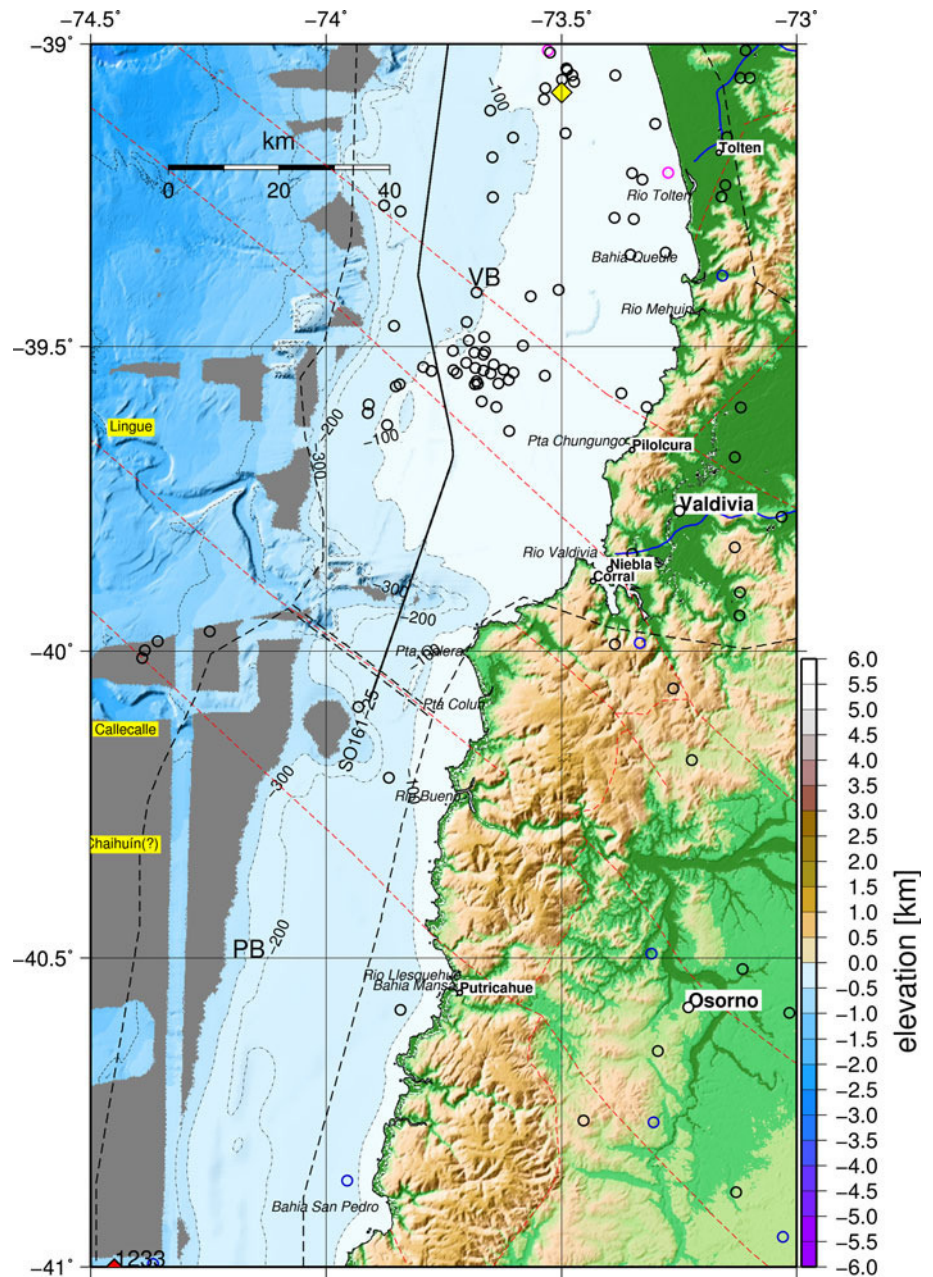 −74.5 −74 −73.5 −73
−39
−100
km
0 20 40
Tolten
Rio Tolten
Bahia Queule
VB
Rio Mehuin
−39.5
−200
Lingue
−100
Pta Chungungo
Pilolcura
−300
Valdivia
Rio Valdivia
Niebla
Corral
−300
−200
−40
Pta Galera
−100
Pta Colun
SO161−25
Callecalle
−300
−100
Rio Bueno
Chaihuín(?)
−200
PB
−40.5
Rio Llesquehue
Bahia Mansa
Putricahue
Osorno
Bahia San Pedro
1233
−41
6.0
5.5
5.0
4.5
4.0
3.5
3.0
2.5
2.0
1.5
1.0
0.5
0.0
−0.5
−1.0
−1.5
−2.0
−2.5
−3.0
−3.5
−4.0
−4.5
−5.0
−5.5
−6.0
elevation [km]